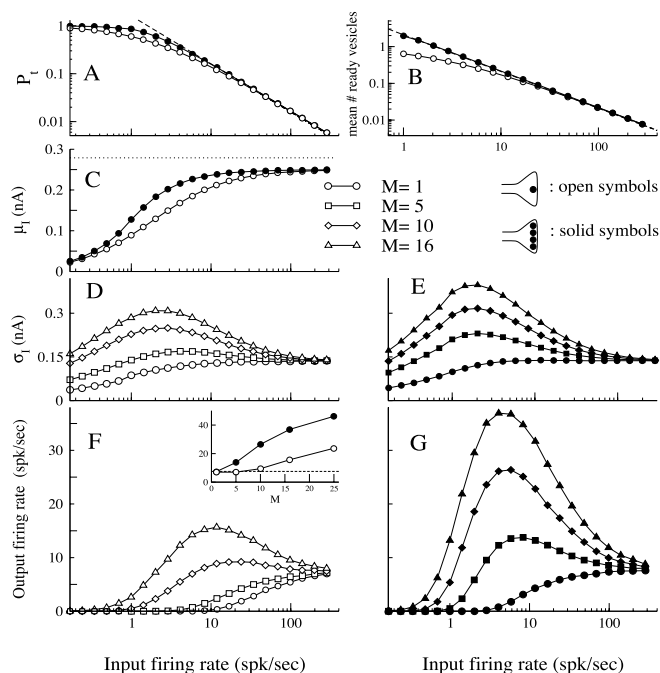 A
P_t
0.1
0.01
B
mean # ready vesicles
1
0.1
0.01
1
10
100
C
μ_I (nA)
0.3
0.2
0.1
0
M= 1
M= 5
M= 10
M= 16
: open symbols
: solid symbols
D
σ_I (nA)
0.3
0.15
0
E
F
Output firing rate (spk/sec)
30
20
15
10
5
0
40
20
0
0 5 10 15 20 25
M
G
1 10 100
1 10 100
Input firing rate (spk/sec)
Input firing rate (spk/sec)